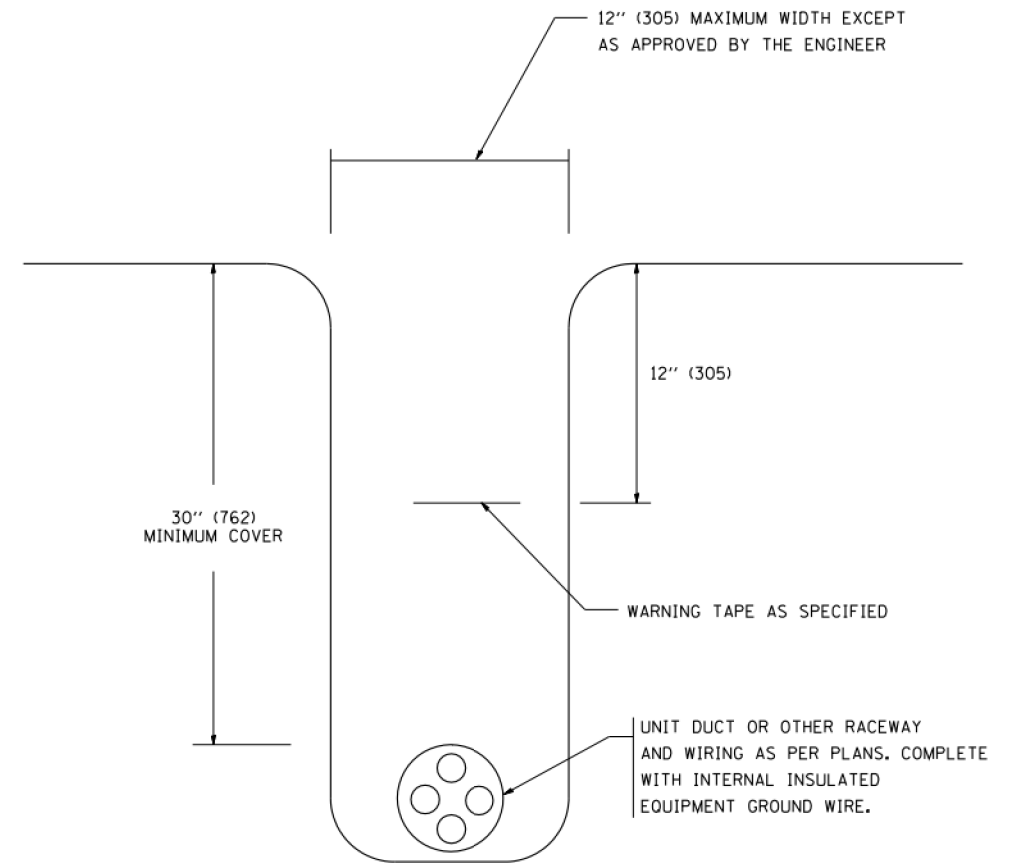 12'' (305) MAXIMUM WIDTH EXCEPT
AS APPROVED BY THE ENGINEER
12'' (305)
30'' (762)
MINIMUM COVER
WARNING TAPE AS SPECIFIED
UNIT DUCT OR OTHER RACEWAY
AND WIRING AS PER PLANS. COMPLETE
WITH INTERNAL INSULATED
EQUIPMENT GROUND WIRE.